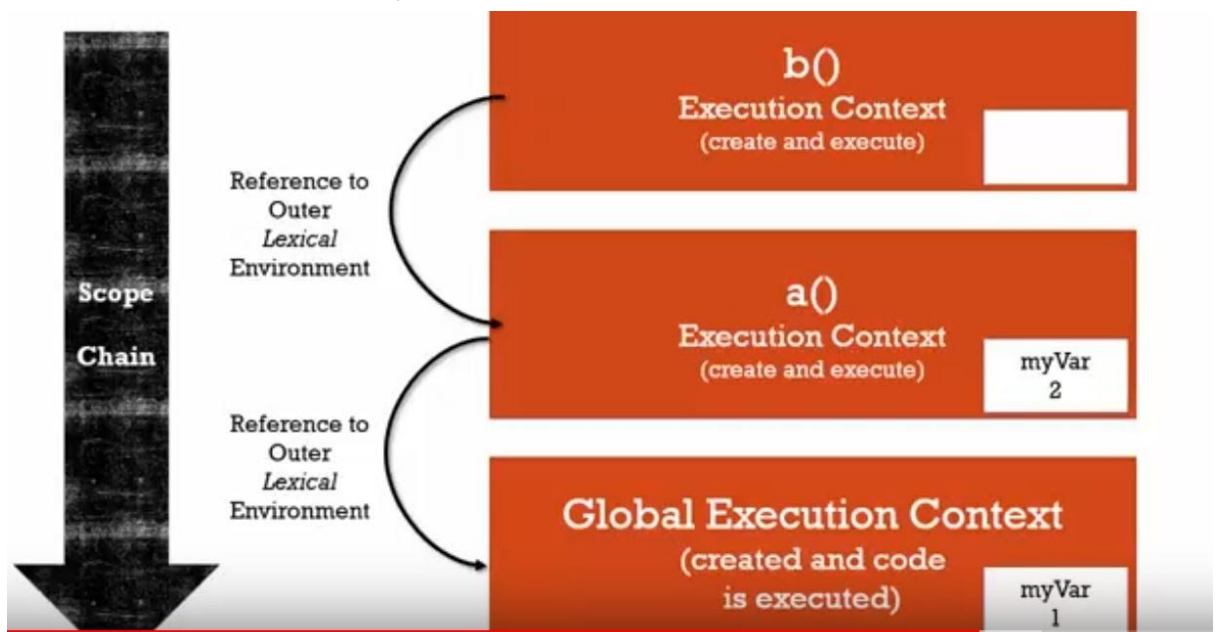 b()
Execution Context
(create and execute)
Reference to
Outer
Lexical
Environment
Scope
Chain
a()
Execution Context
(create and execute)
myVar
2
Reference to
Outer
Lexical
Environment
Global Execution Context
(created and code
is executed)
myVar
1